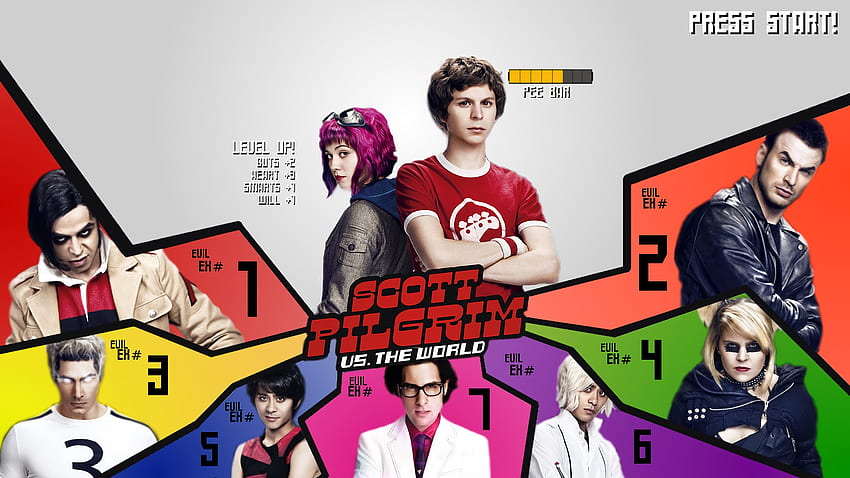 PRESS START!
PEE BAR
LEVEL UP!
GUTS +2
HEART +3
SMARTS +1
WILL +1
EVIL
EX # 1
EVIL
EX # 2
SCOTT
PILGRIM
VS. THE WORLD
EVIL
EX # 3
3
EVIL
EX # 4
EVIL
EX #
5
EVIL
EX # 7
EVIL
EX #
6